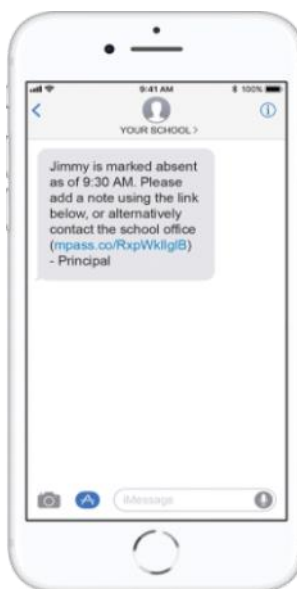 9:41 AM
100%
YOUR SCHOOL >
Jimmy is marked absent
as of 9:30 AM. Please
add a note using the link
below, or alternatively
contact the school office
(mpass.co/RxpWkllglB)
- Principal
iMessage